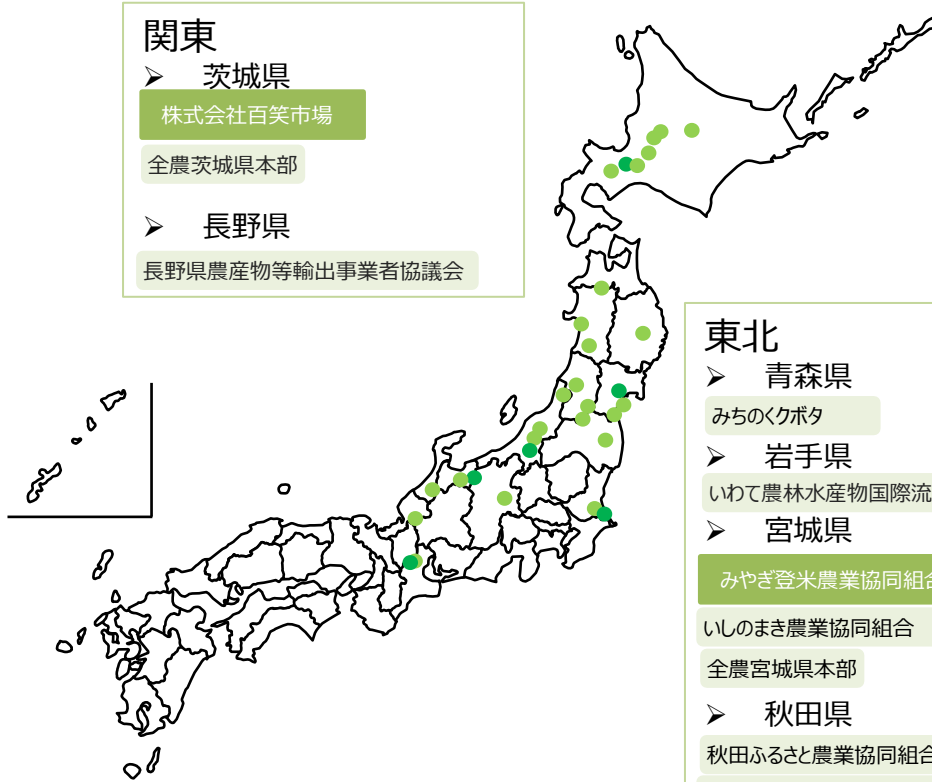 関東
➢ 茨城県
株式会社百笑市場
全農茨城県本部
➢ 長野県
長野県農産物等輸出事業者協議会
東北
➢ 青森県
みちのくクボタ
➢ 岩手県
いわて農林水産物国際流
➢ 宮城県
みやぎ登米農業協同組合
いしのまき農業協同組合
全農宮城県本部
➢ 秋田県
秋田ふるさと農業協同組合